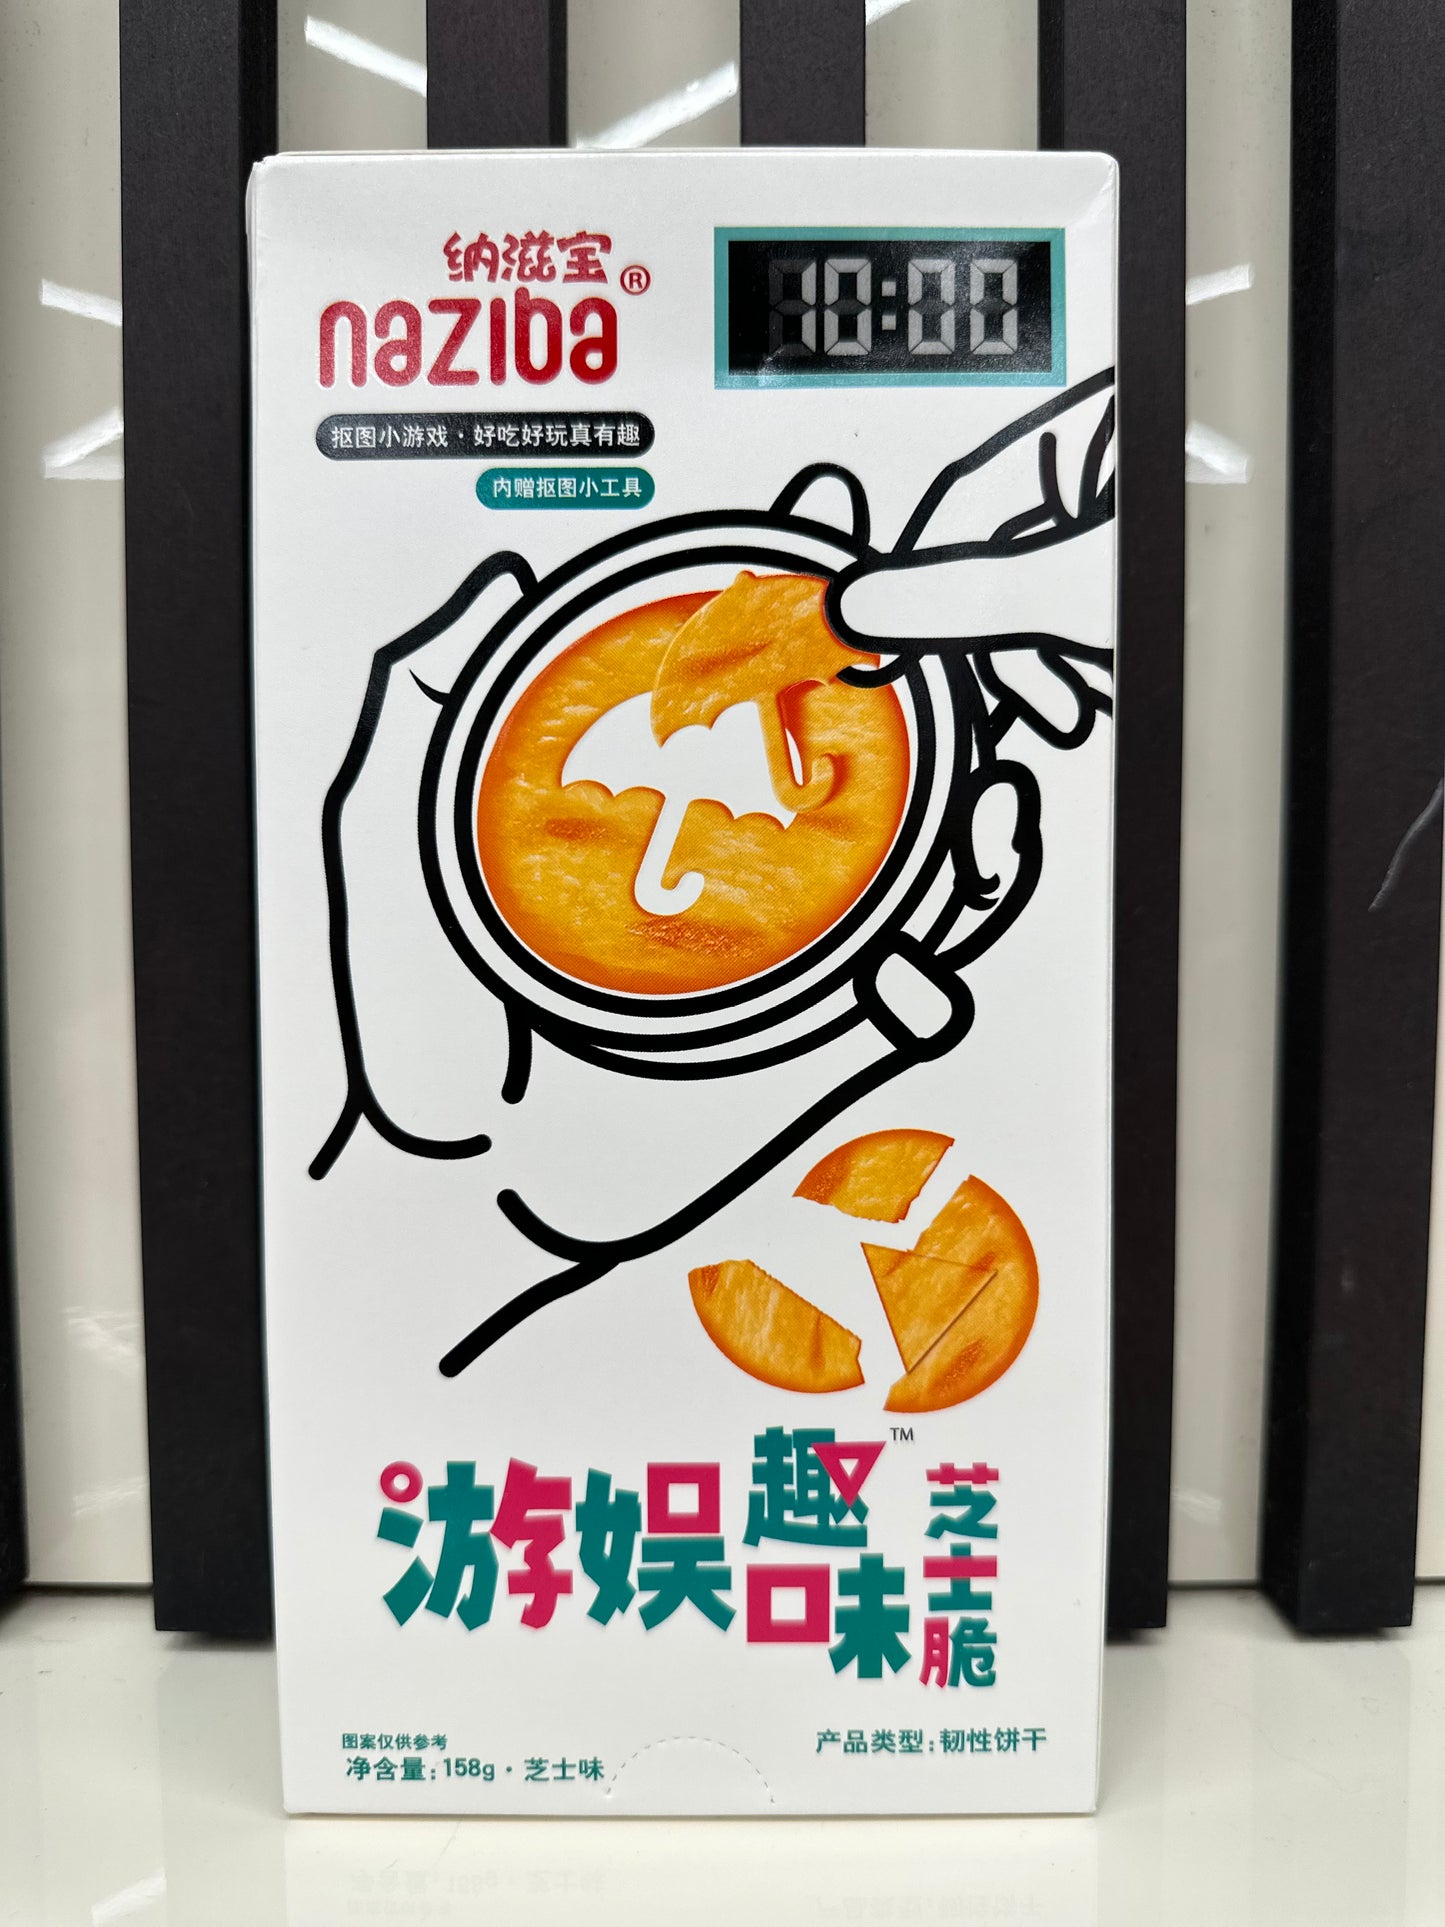 纳滋宝®
naziba
10:00
抠图小游戏·好吃好玩真有趣
内赠抠图小工具
游娱趣味™
芝士脆
图案仅供参考
净含量:158g·芝士味
产品类型:韧性饼干